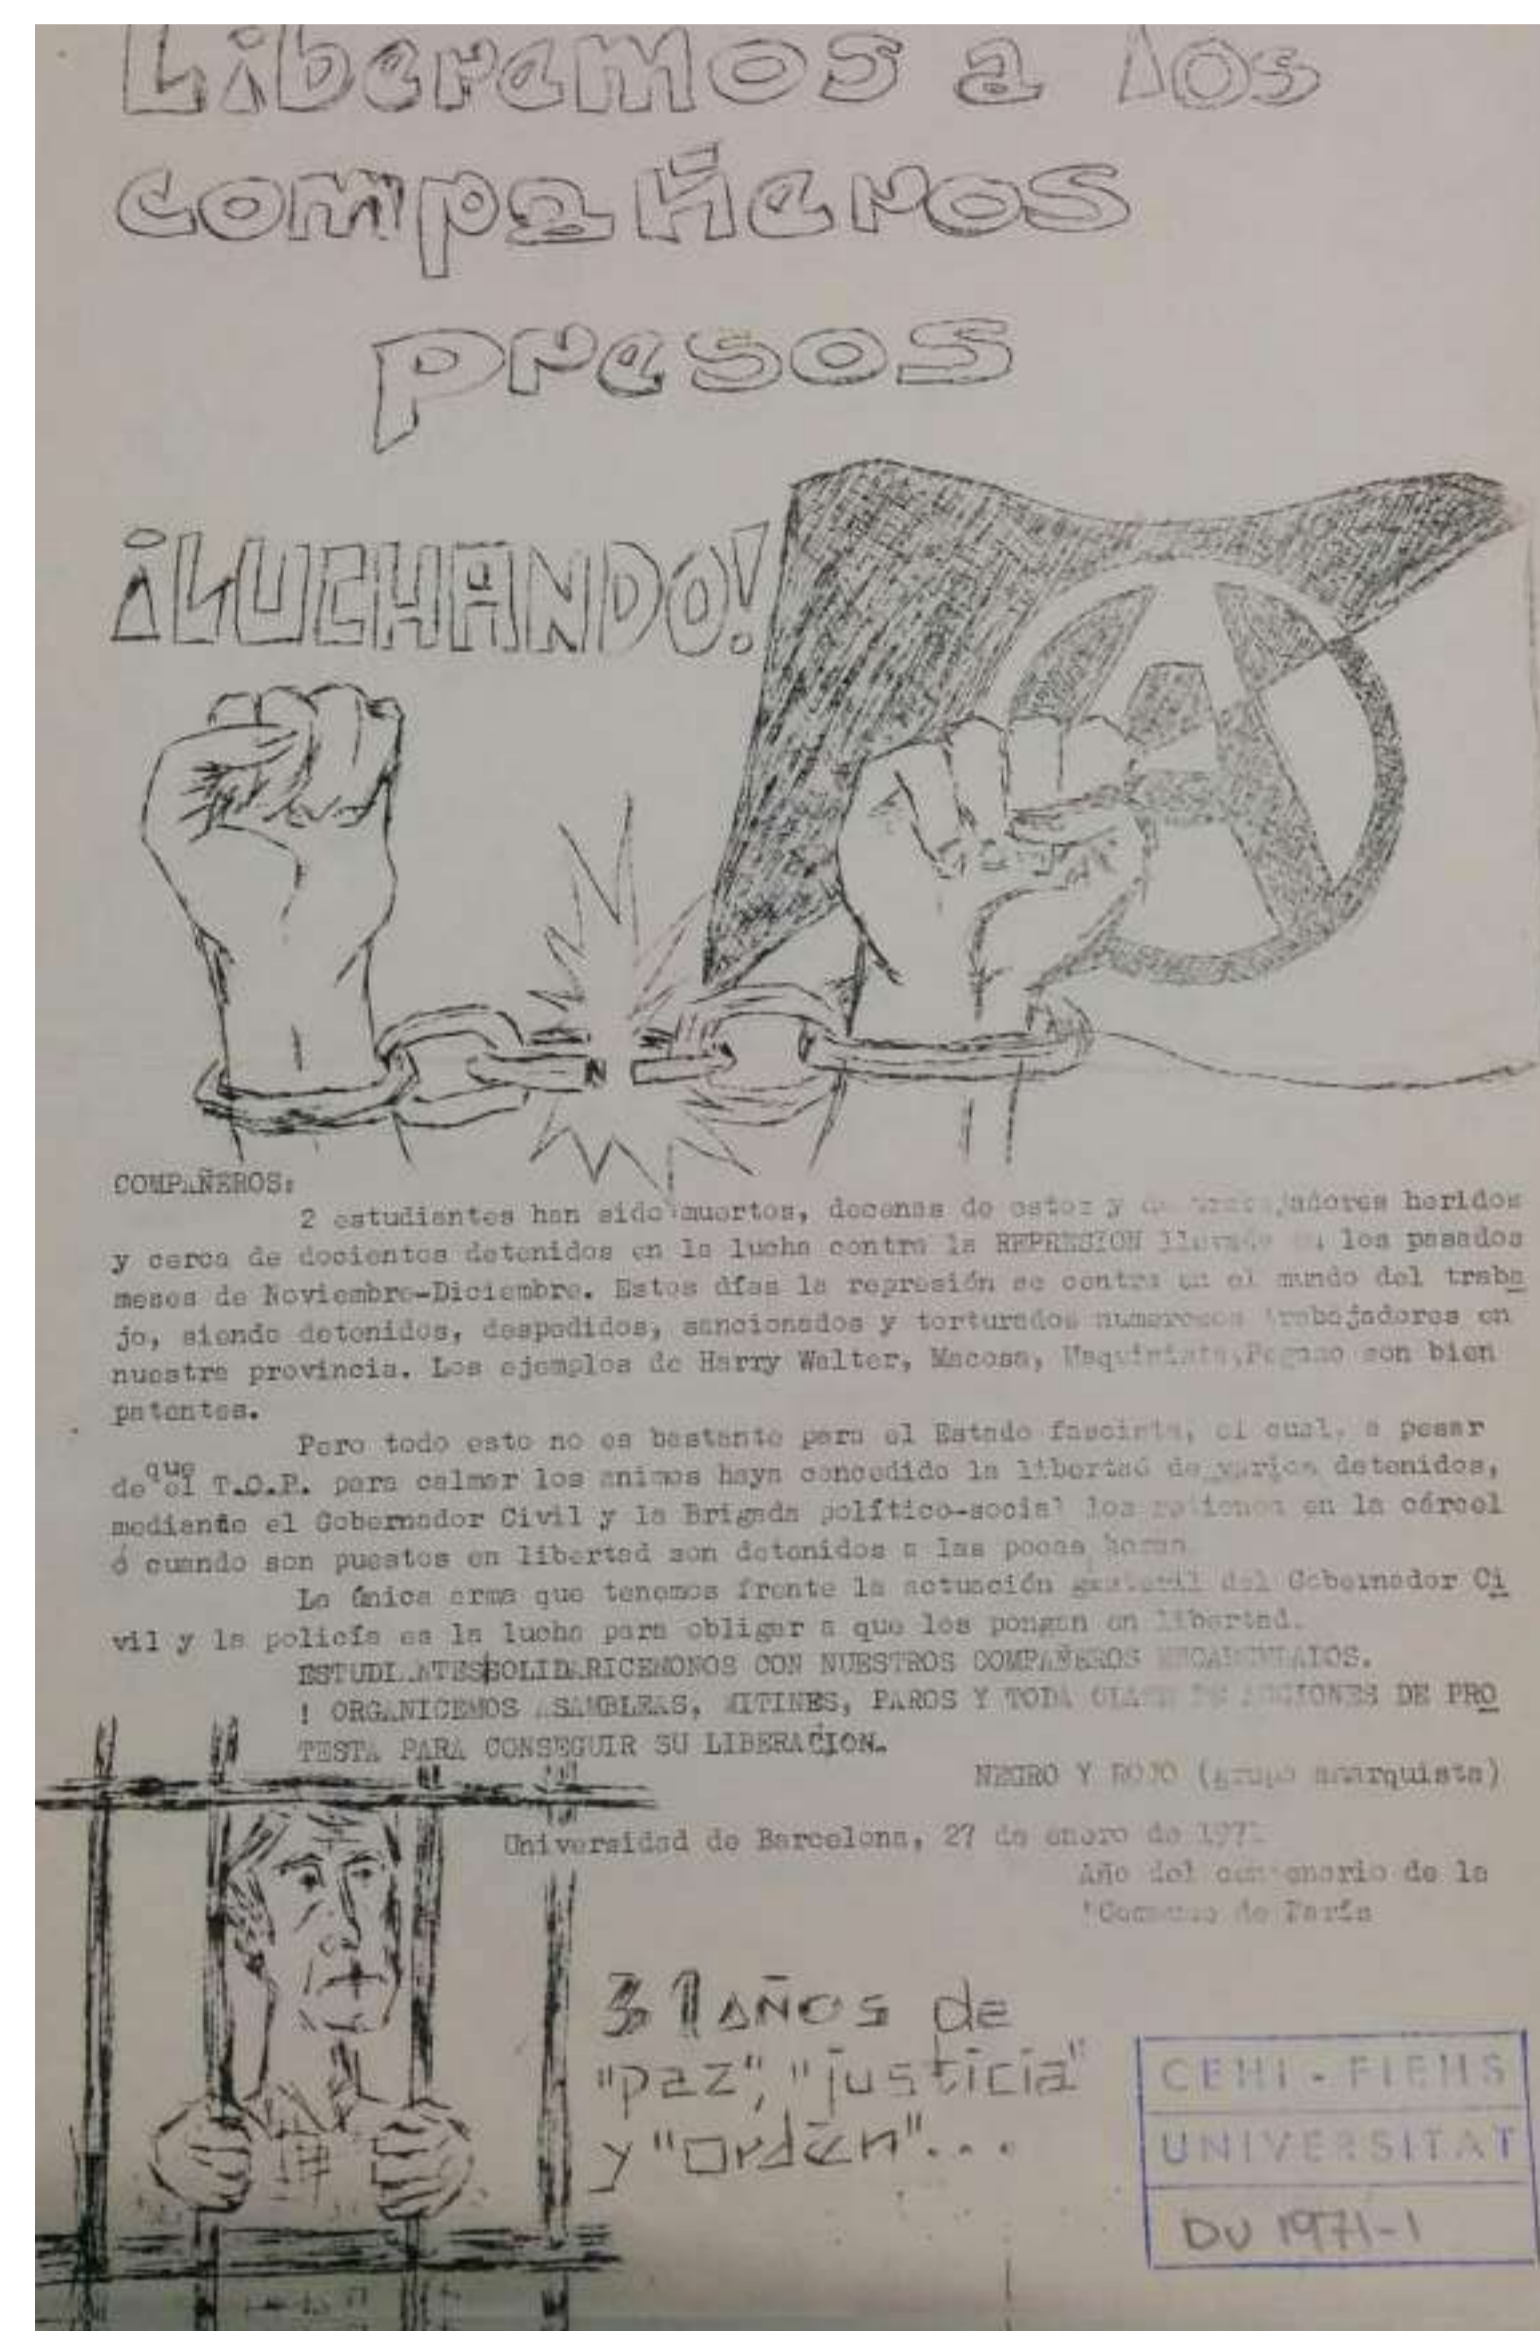 Liberemos a los
compañeros
presos
¡LUCHANDO!
COMPAÑEROS:
2 estudiantes han sido muertos, decenas de estos y de trabajadores heridos
y cerca de docientos detenidos en la lucha contra la REPRESION llevada los pasados
meses de Noviembre-Diciembre. Estos días la represión se centra en el mundo del traba
jo, siendo detenidos, despedidos, sancionados y torturados numerosos trabajadores en
nuestra provincia. Los ejemplos de Harry Walter, Macosa, Maquinista, Pegaso son bien
patentes.
Pero todo esto no es bastante para el Estado fascista, el cual, a pesar
de que el T.O.P. para calmar los animos haya concedido la libertad de varios detenidos,
mediante el Gobernador Civil y la Brigada político-social los retienen en la cárcel
ó cuando son puestos en libertad son detenidos a las pocas horas
La única arma que tenemos frente la actuación del Gobernador Ci
vil y la policía es la lucha para obligar a que los pongan en libertad.
ESTUDIANTES SOLIDARICEMONOS CON NUESTROS COMPAÑEROS ENCARCELADOS.
! ORGANICEMOS ASAMBLEAS, MITINES, PAROS Y TODA CLASE DE ACCIONES DE PRO
TESTA PARA CONSEGUIR SU LIBERACION.
NEGRO Y ROJO (grupo anarquista)
Universidad de Barcelona, 27 de enero de 1971
Año del centenario de la
Comuna de París
31 AÑOS de
"paz", "justicia"
y "orden"...
CEHI - FIEHS
UNIVERSITAT
DU 1971-1